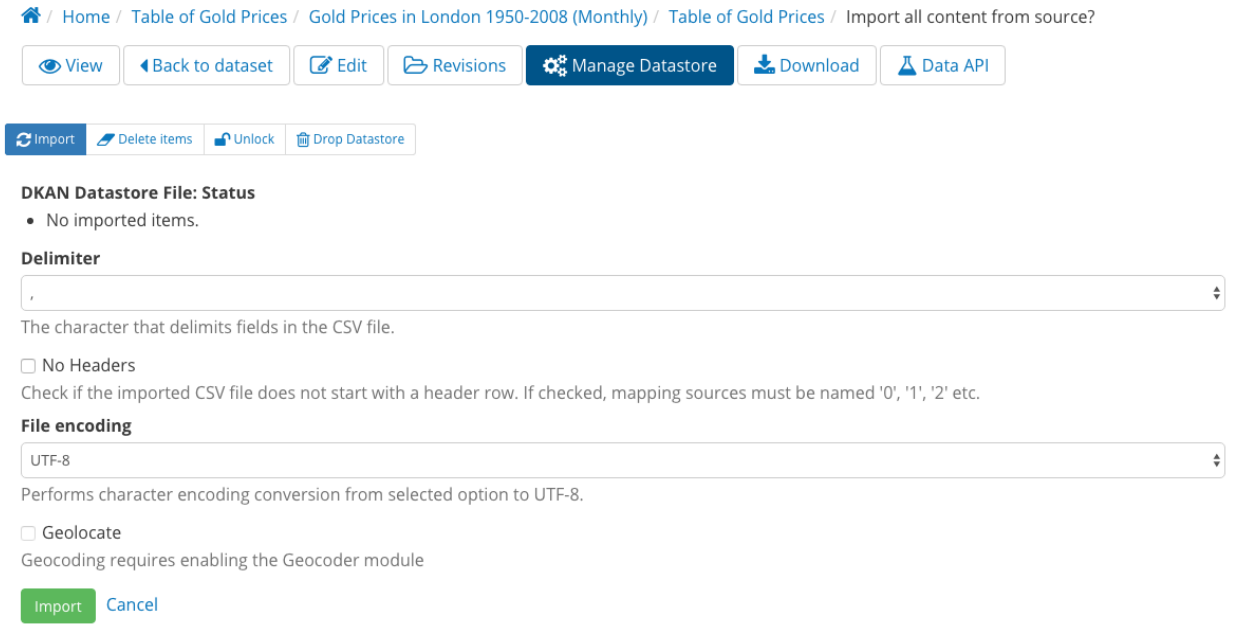 / Home / Table of Gold Prices / Gold Prices in London 1950-2008 (Monthly) / Table of Gold Prices / Import all content from source?
View Back to dataset Edit Revisions Manage Datastore Download Data API
Import Delete items Unlock Drop Datastore
DKAN Datastore File: Status
• No imported items.
Delimiter
,
The character that delimits fields in the CSV file.
No Headers
Check if the imported CSV file does not start with a header row. If checked, mapping sources must be named '0', '1', '2' etc.
File encoding
UTF-8
Performs character encoding conversion from selected option to UTF-8.
Geolocate
Geocoding requires enabling the Geocoder module
Import Cancel